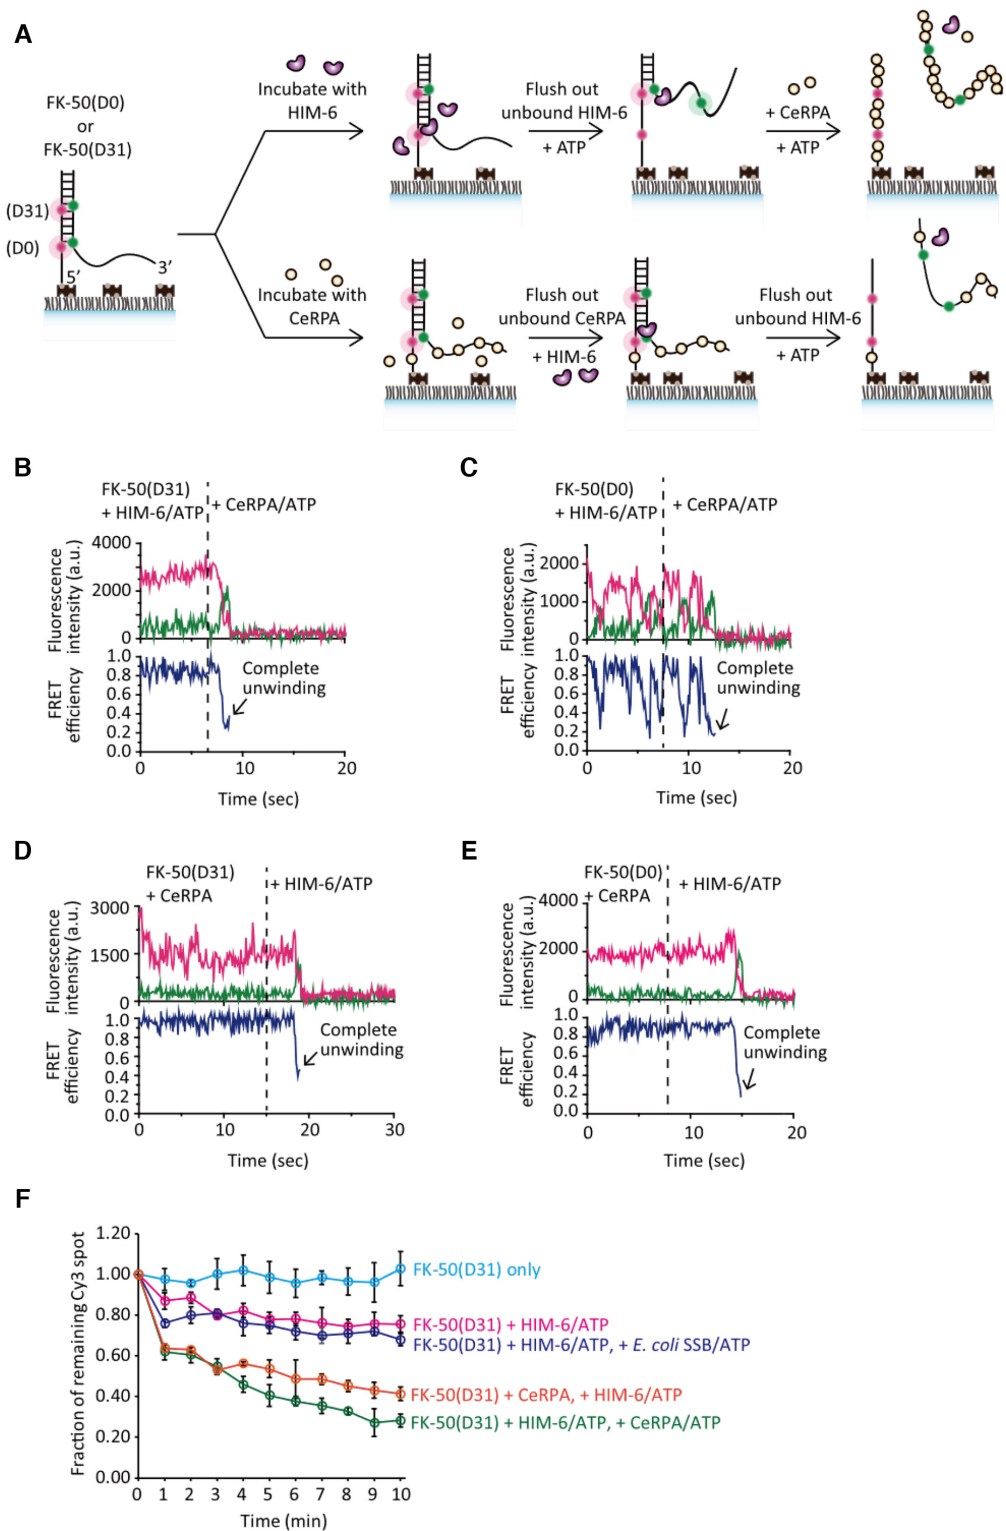 A
FK-50(D0)
or
FK-50(D31)
(D31)
(D0)
5′
3′
Incubate with
HIM-6
Flush out
unbound HIM-6
+ ATP
+ CeRPA
+ ATP
Incubate with
CeRPA
Flush out
unbound CeRPA
+ HIM-6
Flush out
unbound HIM-6
+ ATP
B
FK-50(D31)
+ HIM-6/ATP
+ CeRPA/ATP
Fluorescence
intensity (a.u.)
4000
2000
0
FRET
efficiency
1.0
0.8
0.6
0.4
0.2
0.0
Complete
unwinding
0 10 20
Time (sec)
C
FK-50(D0)
+ HIM-6/ATP
+ CeRPA/ATP
Fluorescence
intensity (a.u.)
2000
1000
0
FRET
efficiency
1.0
0.8
0.6
0.4
0.2
0.0
Complete
unwinding
0 10 20
Time (sec)
D
FK-50(D31)
+ CeRPA
+ HIM-6/ATP
Fluorescence
intensity (a.u.)
3000
1500
0
FRET
efficiency
1.0
0.8
0.6
0.4
0.2
0.0
Complete
unwinding
0 10 20 30
Time (sec)
E
FK-50(D0)
+ CeRPA
+ HIM-6/ATP
Fluorescence
intensity (a.u.)
4000
2000
0
FRET
efficiency
1.0
0.8
0.6
0.4
0.2
0.0
Complete
unwinding
0 10 20
Time (sec)
F
Fraction of remaining Cy3 spot
1.20
1.00
0.80
0.60
0.40
0.20
0.00
FK-50(D31) only
FK-50(D31) + HIM-6/ATP
FK-50(D31) + HIM-6/ATP, + E. coli SSB/ATP
FK-50(D31) + CeRPA, + HIM-6/ATP
FK-50(D31) + HIM-6/ATP, + CeRPA/ATP
0 1 2 3 4 5 6 7 8 9 10
Time (min)